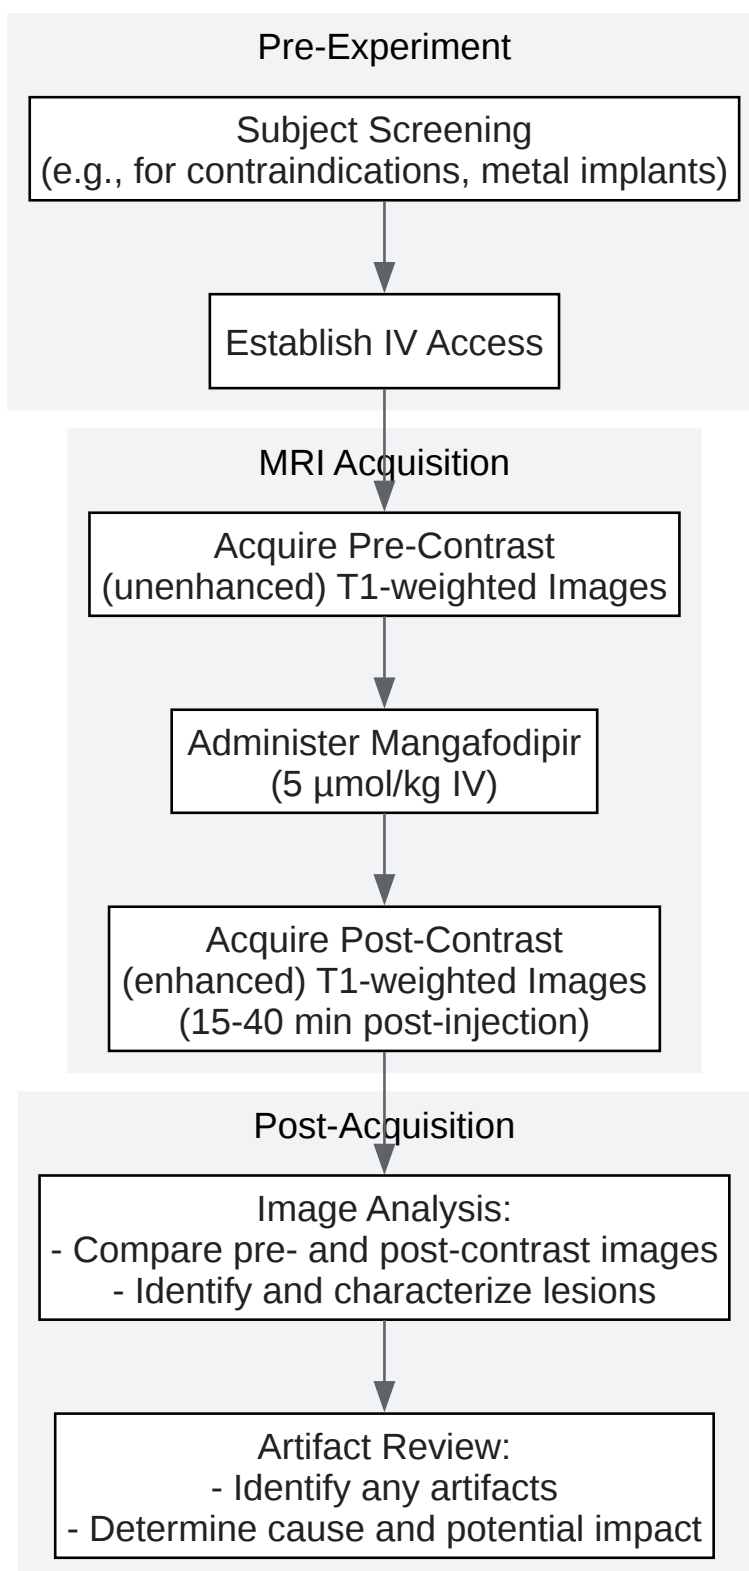 Pre-Experiment
Subject Screening
(e.g., for contraindications, metal implants)
Establish IV Access
MRI Acquisition
Acquire Pre-Contrast
(unenhanced) T1-weighted Images
Administer Mangafodipir
(5 µmol/kg IV)
Acquire Post-Contrast
(enhanced) T1-weighted Images
(15-40 min post-injection)
Post-Acquisition
Image Analysis:
- Compare pre- and post-contrast images
- Identify and characterize lesions
Artifact Review:
- Identify any artifacts
- Determine cause and potential impact